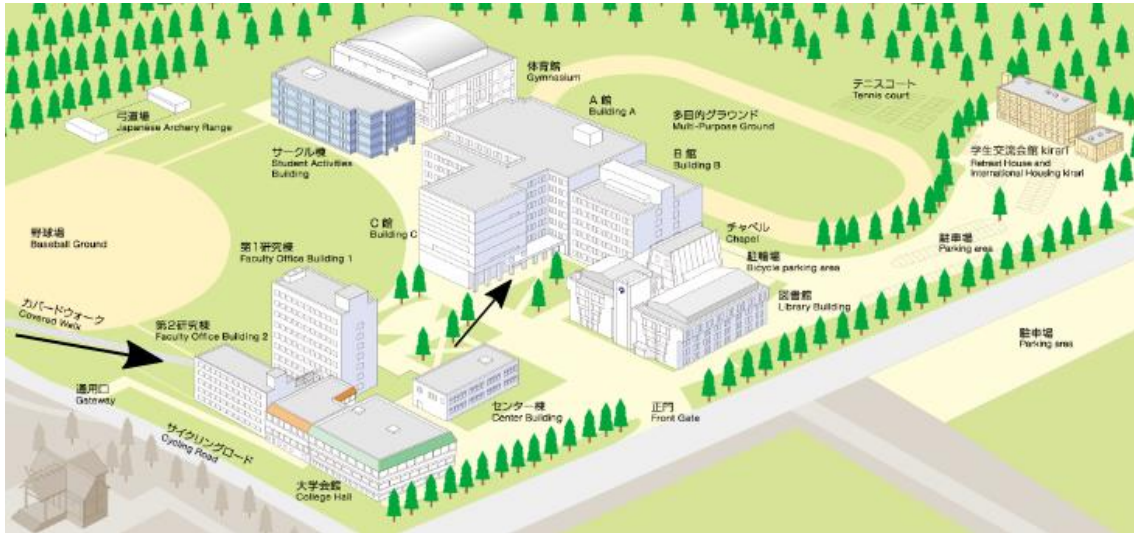 体育館
Gymnasium
テニスコート
Tennis court
A 館
Building A
弓道場
Japanese Archery Range
多目的グラウンド
Multi-Purpose Ground
サークル棟
Student Activities
Building
B 館
Building B
学生交流会館 kirari
Retreat House and
International Housing kirari
C 館
Building C
チャペル
Chapel
野球場
Baseball Ground
第1研究棟
Faculty Office Building 1
駐車場
Parking area
駐輪場
Bicycle parking area
図書館
Library Building
カバードウォーク
Covered Walk
第2研究棟
Faculty Office Building 2
駐車場
Parking area
通用口
Gateway
センター棟
Center Building
正門
Front Gate
サイクリングロード
Cycling Road
大学会館
College Hall